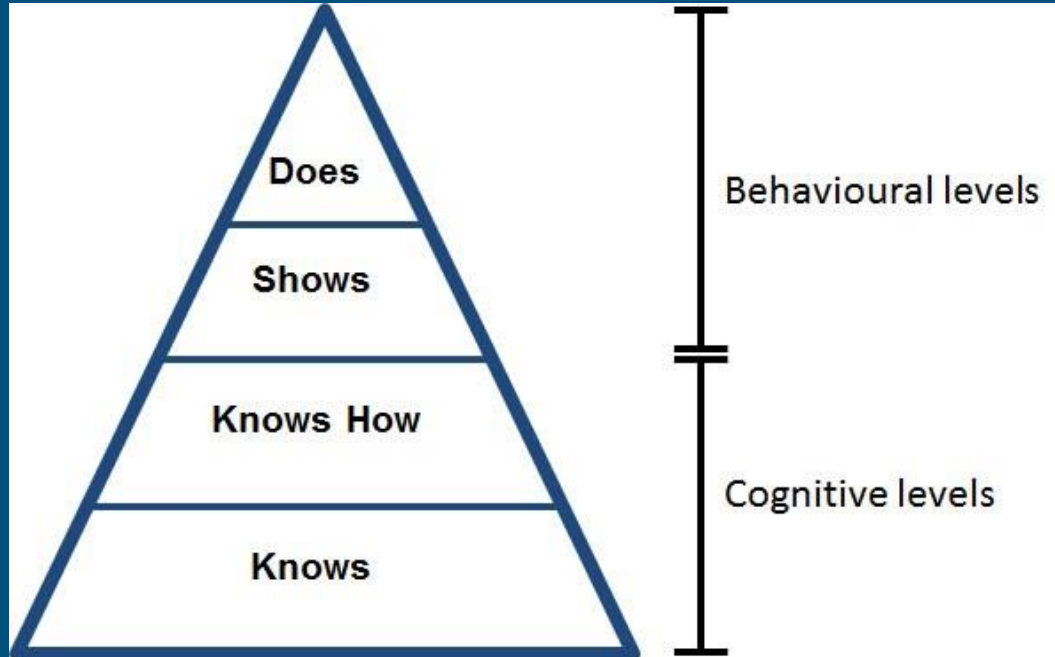 Does
Shows
Knows How
Knows
Behavioural levels
Cognitive levels